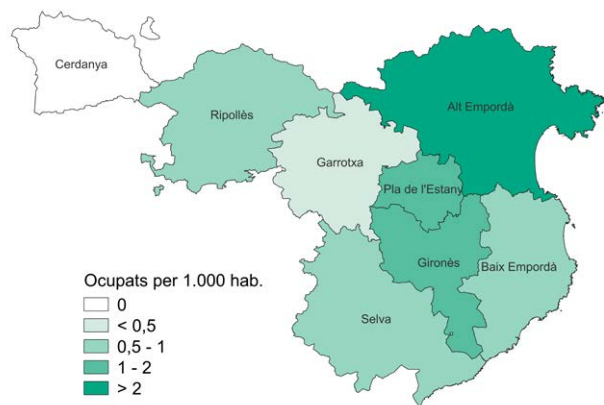 Cerdanya
Ripollès
Alt Empordà
Garrotxa
Pla de l'Estany
Gironès
Baix Empordà
Selva
Ocupats per 1.000 hab.
0
< 0,5
0,5 - 1
1 - 2
> 2